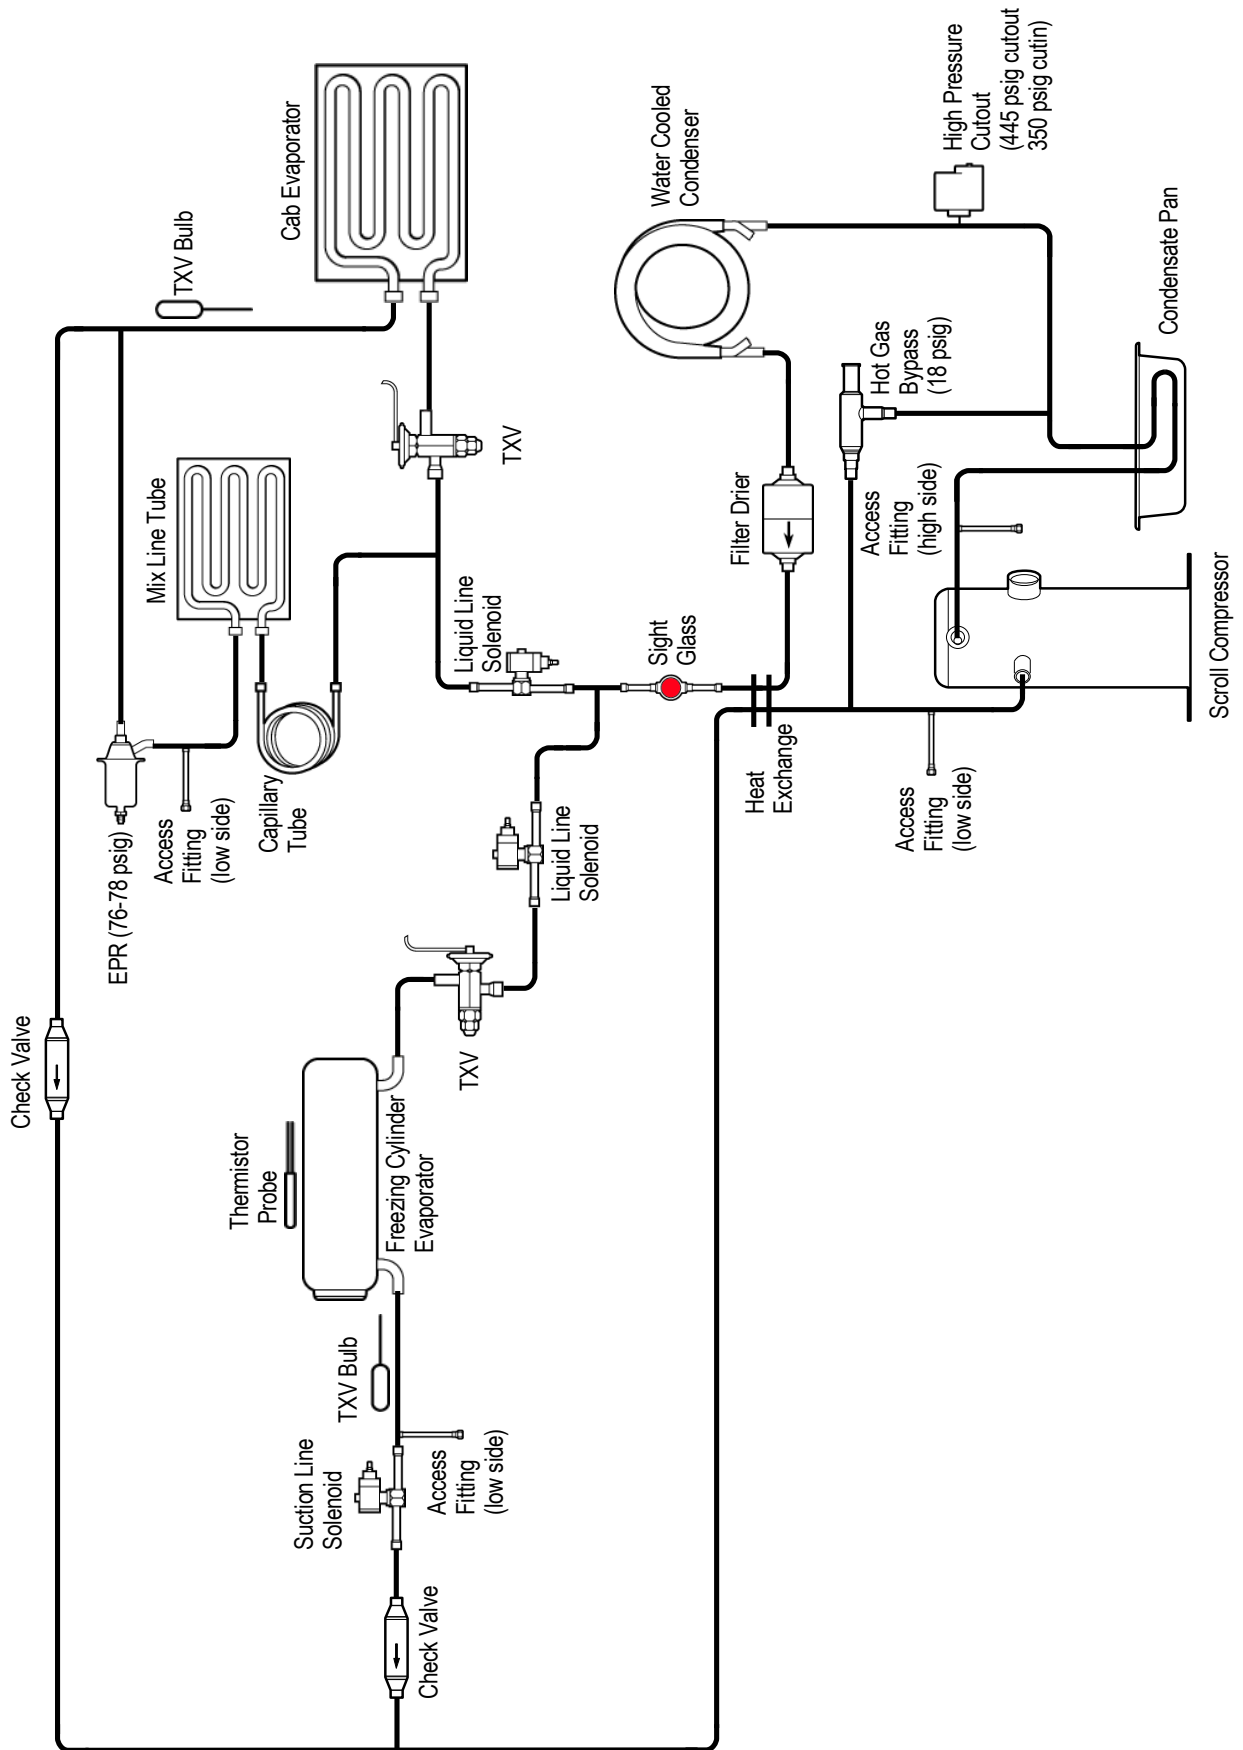 Check Valve
TXV Bulb
Cab Evaporator
Mix Line Tube
EPR (76-78 psig)
Access
Fitting
(low side)
Capillary
Tube
TXV
Liquid Line
Solenoid
Liquid Line
Solenoid
Sight
Glass
Filter Drier
Water Cooled
Condenser
High Pressure
Cutout
(445 psig cutout
350 psig cutin)
Hot Gas
Bypass
(18 psig)
Condensate Pan
Access
Fitting
(high side)
Scroll Compressor
Heat
Exchange
Access
Fitting
(low side)
TXV
Thermistor
Probe
Freezing Cylinder
Evaporator
TXV Bulb
Suction Line
Solenoid
Access
Fitting
(low side)
Check Valve